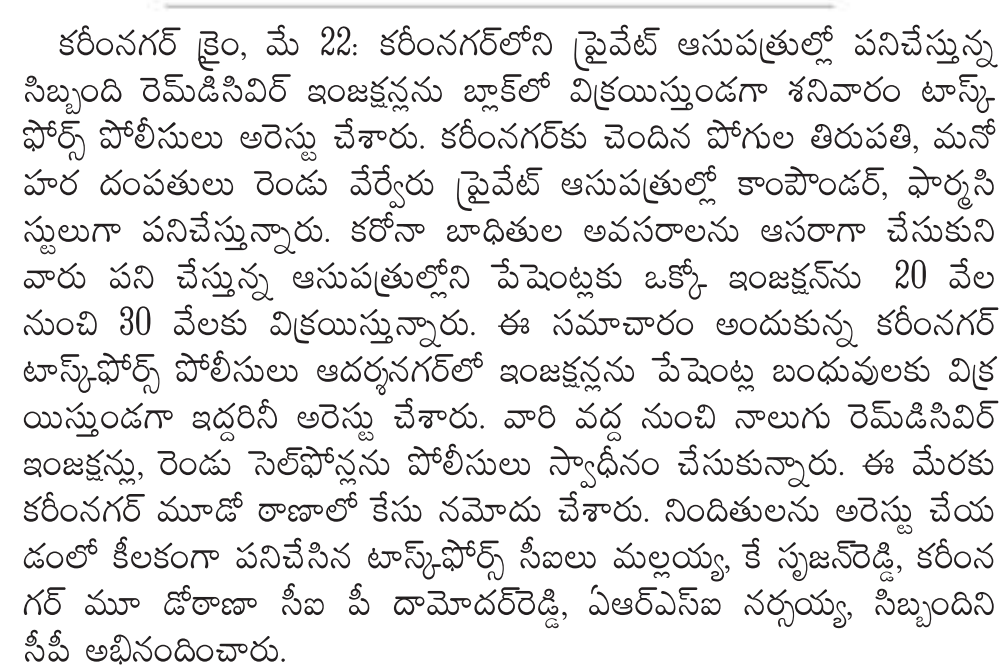 కరీంనగర్ క్రైం, మే 22: కరీంనగర్‌లోని ప్రైవేట్ ఆసుపత్రుల్లో పనిచేస్తున్న
సిబ్బంది రెమ్‌డిసివిర్ ఇంజక్షన్లను బ్లాక్‌లో విక్రయిస్తుండగా శనివారం టాస్క్
ఫోర్స్ పోలీసులు అరెస్టు చేశారు. కరీంనగర్‌కు చెందిన పోగుల తిరుపతి, మనో
హర దంపతులు రెండు వేర్వేరు ప్రైవేట్ ఆసుపత్రుల్లో కాంపౌండర్, ఫార్మసి
స్టులుగా పనిచేస్తున్నారు. కరోనా బాధితుల అవసరాలను ఆసరాగా చేసుకుని
వారు పని చేస్తున్న ఆసుపత్రుల్లోని పేషెంట్లకు ఒక్కో ఇంజక్షన్‌ను 20 వేల
నుంచి 30 వేలకు విక్రయిస్తున్నారు. ఈ సమాచారం అందుకున్న కరీంనగర్
టాస్క్‌ఫోర్స్ పోలీసులు ఆదర్శనగర్‌లో ఇంజక్షన్లను పేషెంట్ల బంధువులకు విక్ర
యిస్తుండగా ఇద్దరినీ అరెస్టు చేశారు. వారి వద్ద నుంచి నాలుగు రెమ్‌డిసివిర్
ఇంజక్షన్లు, రెండు సెల్‌ఫోన్లను పోలీసులు స్వాధీనం చేసుకున్నారు. ఈ మేరకు
కరీంనగర్ మూడో ఠాణాలో కేసు నమోదు చేశారు. నిందితులను అరెస్టు చేయ
డంలో కీలకంగా పనిచేసిన టాస్క్‌ఫోర్స్ సీఐలు మల్లయ్య, కే సృజన్‌రెడ్డి, కరీంన
గర్ మూ డోఠాణా సీఐ పీ దామోదర్‌రెడ్డి, ఏఆర్‌ఎస్ఐ నర్సయ్య, సిబ్బందిని
సీపీ అభినందించారు.